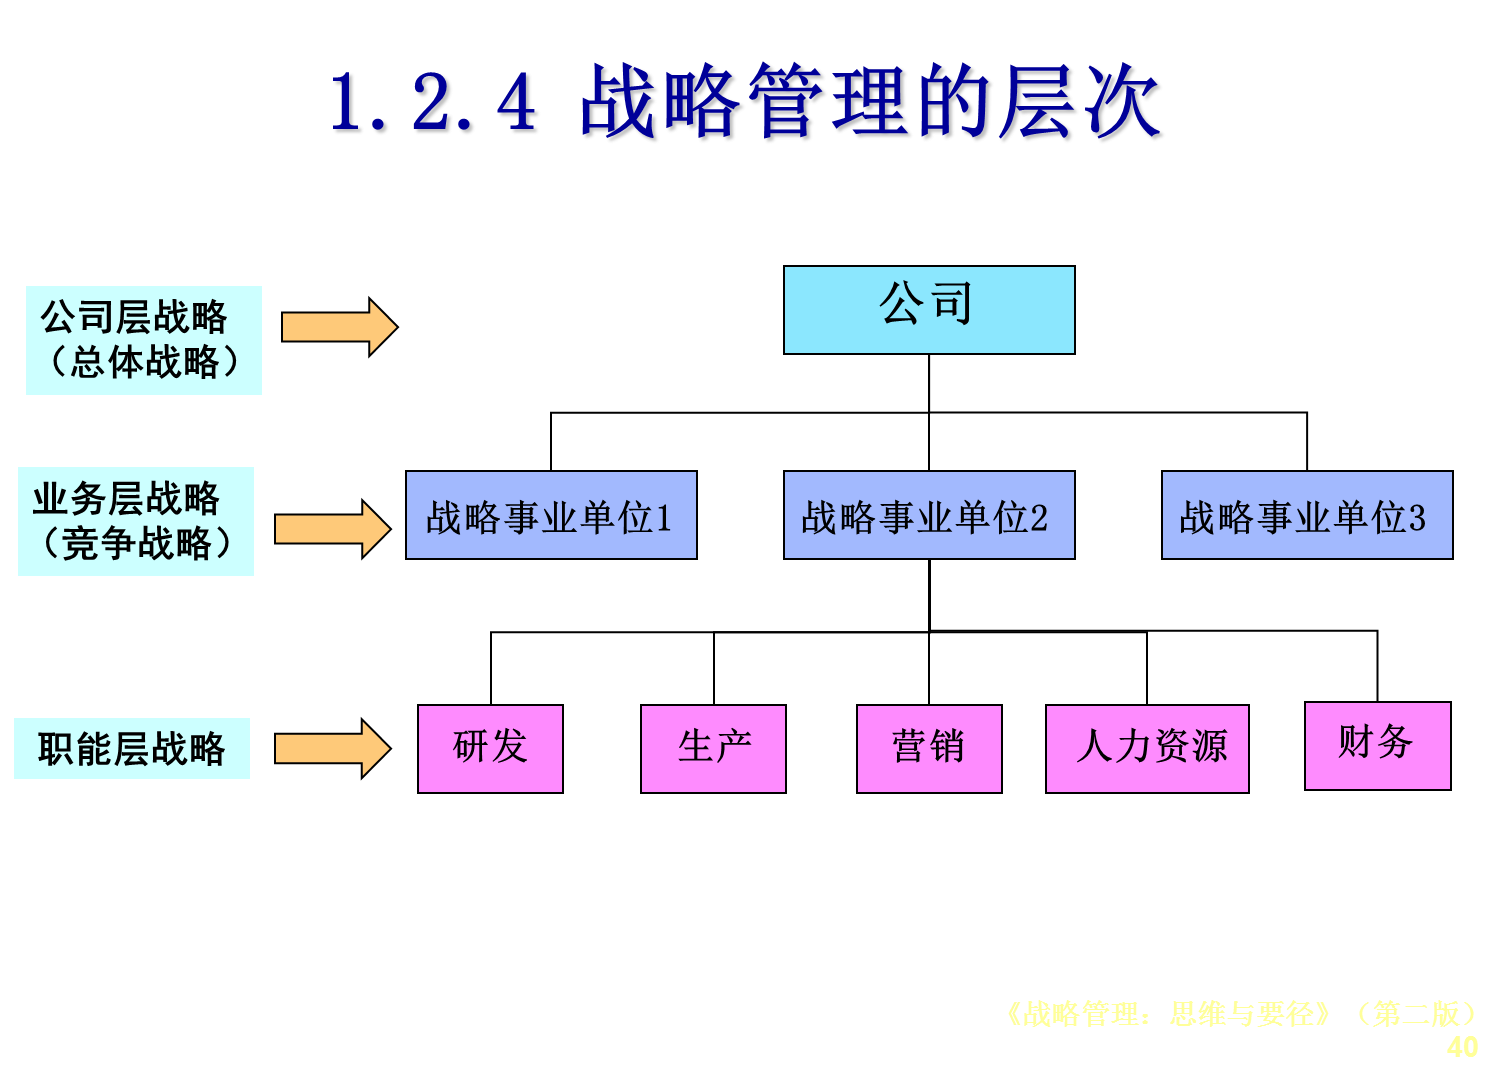 1.2.4 战略管理的层次
公司层战略
（总体战略）
公司
业务层战略
（竞争战略）
战略事业单位1
战略事业单位2
战略事业单位3
职能层战略
研发
生产
营销
人力资源
财务
《战略管理：思维与要径》（第二版）
40